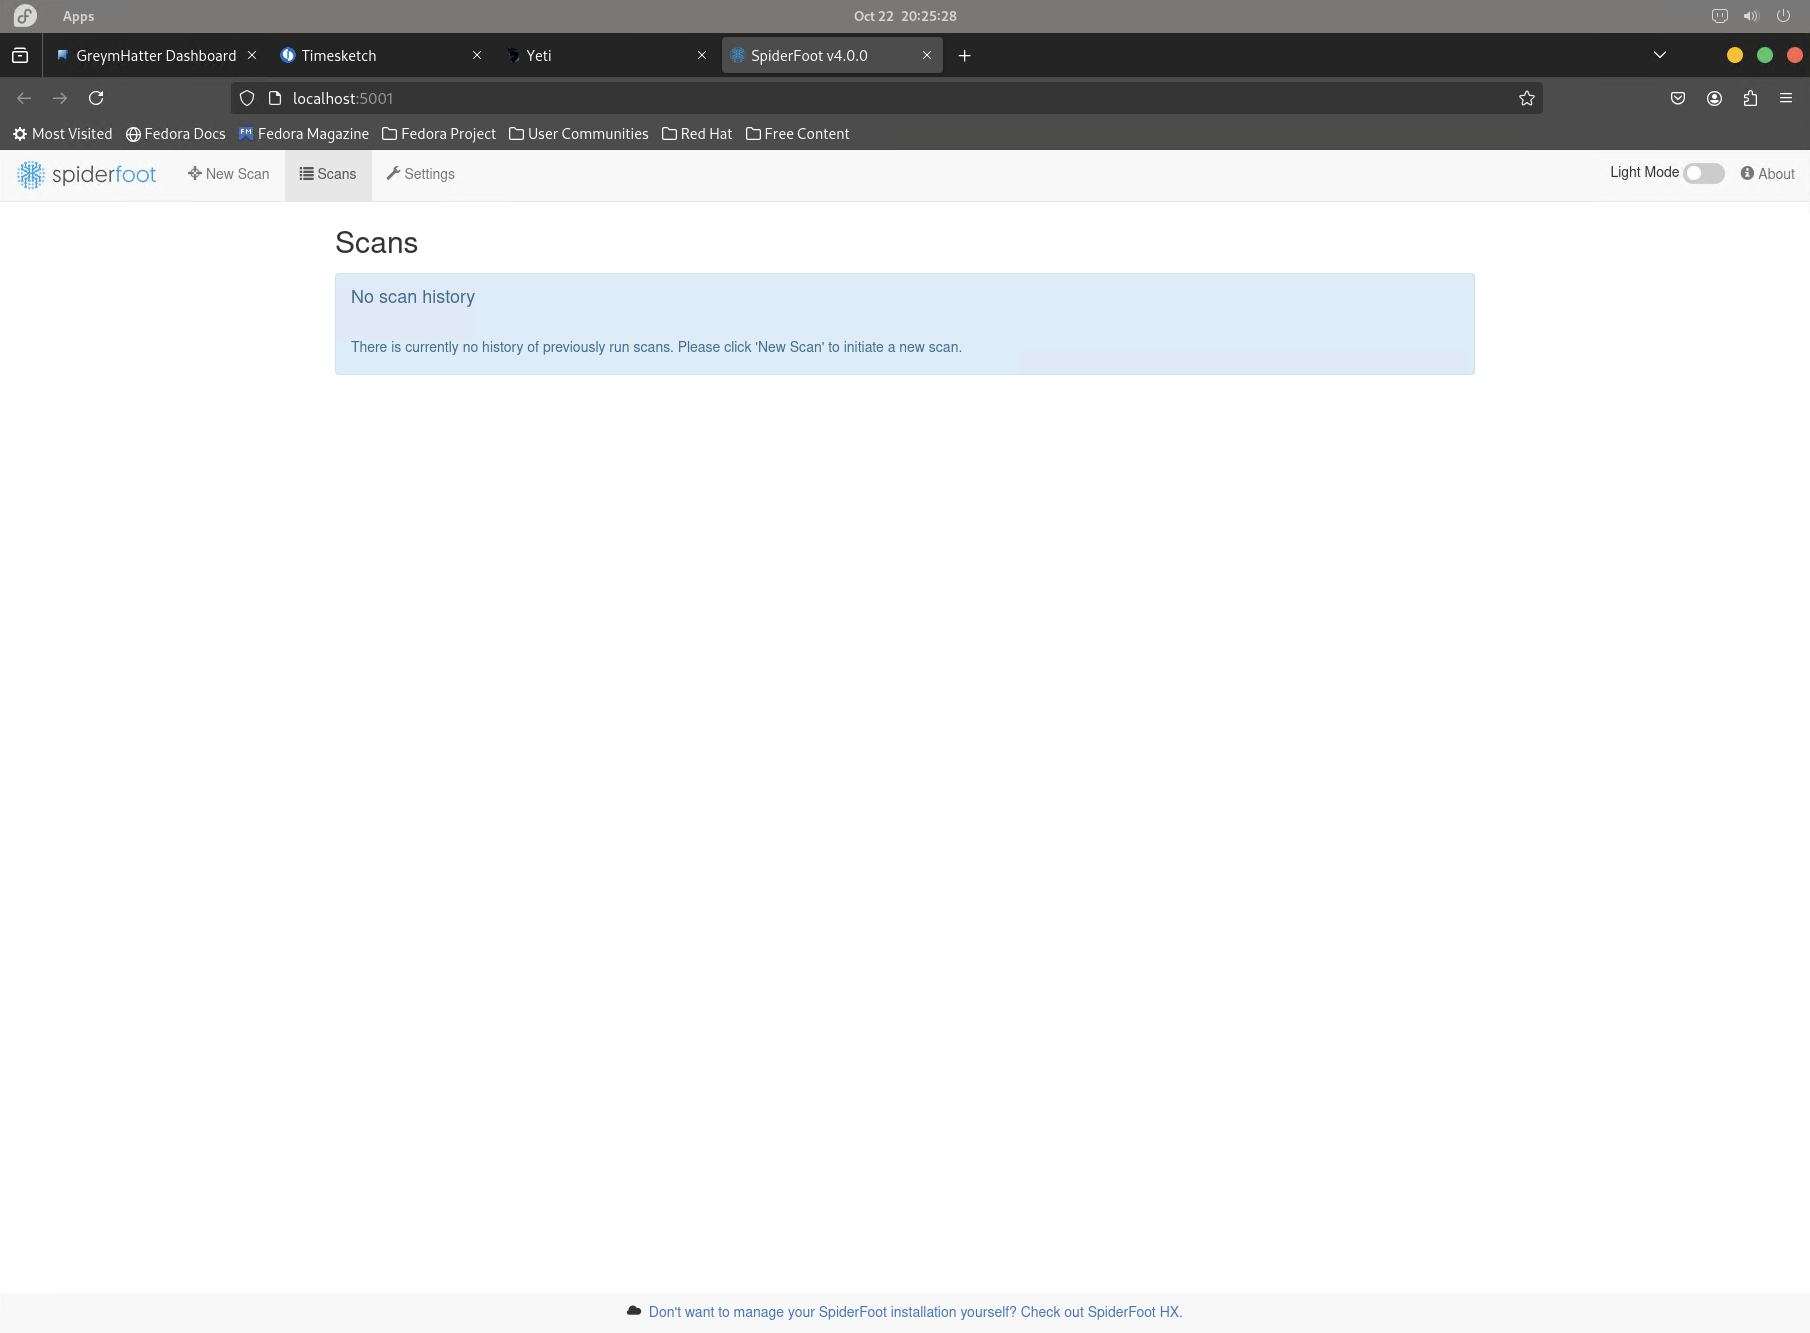 Apps
Oct 22 20:25:28
GreymHatter Dashboard
Timesketch
Yeti
SpiderFoot v4.0.0
localhost:5001
Most Visited
Fedora Docs
Fedora Magazine
Fedora Project
User Communities
Red Hat
Free Content
spiderfoot
New Scan
Scans
Settings
Light Mode
About
Scans
No scan history
There is currently no history of previously run scans. Please click 'New Scan' to initiate a new scan.
Don't want to manage your SpiderFoot installation yourself? Check out SpiderFoot HX.